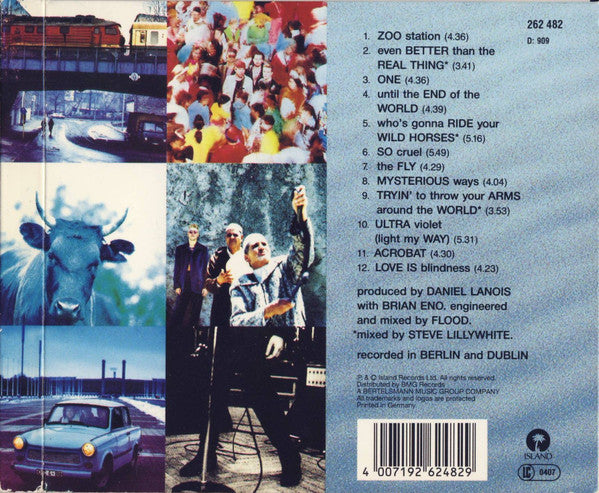 262 482
D: 909
1. ZOO station (4.36)
2. even BETTER than the
REAL THING* (3.41)
3. ONE (4.36)
4. until the END of the
WORLD (4.39)
5. who's gonna RIDE your
WILD HORSES* (5.16)
6. SO cruel (5.49)
7. the FLY (4.29)
8. MYSTERIOUS ways (4.04)
9. TRYIN' to throw your ARMS
around the WORLD* (3.53)
10. ULTRA violet
(light my WAY) (5.31)
11. ACROBAT (4.30)
12. LOVE IS blindness (4.23)
produced by DANIEL LANOIS
with BRIAN ENO. engineered
and mixed by FLOOD.
*mixed by STEVE LILLYWHITE.
recorded in BERLIN and DUBLIN
℗ & © Island Records Ltd. All rights reserved.
Distributed by BMG Records
A BERTELSMANN MUSIC GROUP COMPANY
All trademarks and logos are protected
Printed in Germany.
ISLAND
LC 0407
4 007192 624829